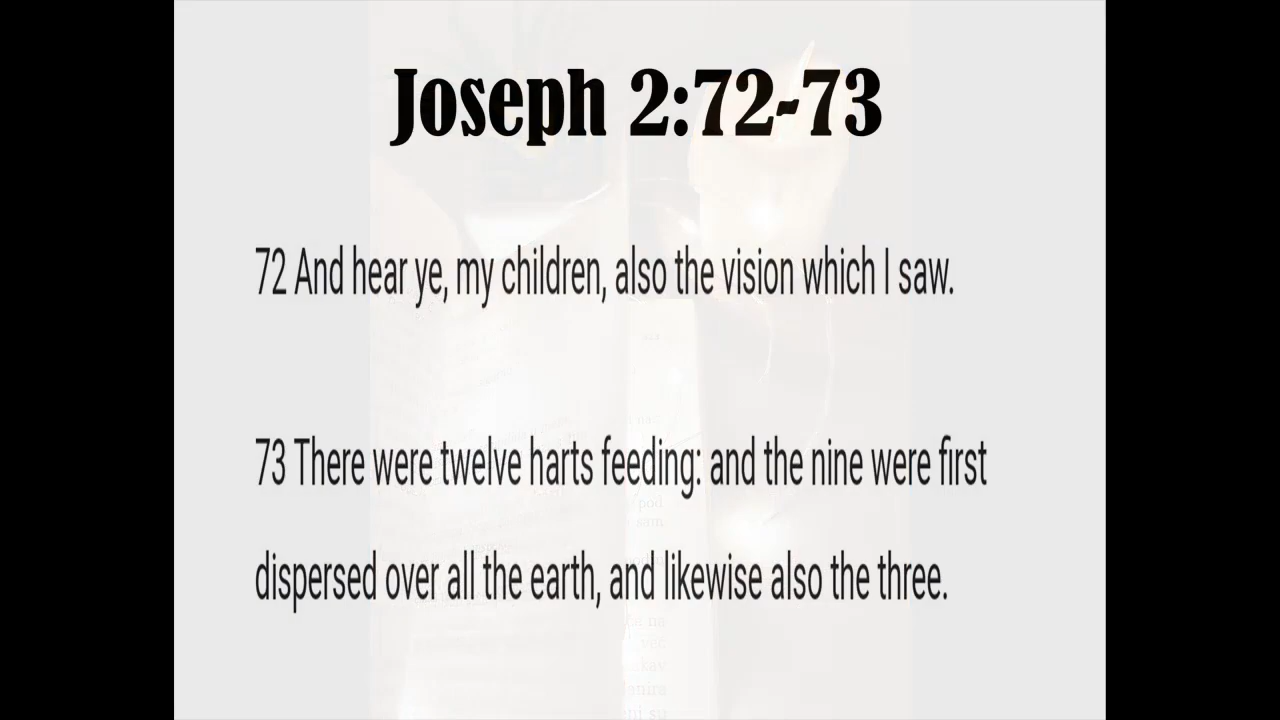 Joseph 2:72-73
72 And hear ye, my children, also the vision which I saw.
73 There were twelve harts feeding: and the nine were first
dispersed over all the earth, and likewise also the three.